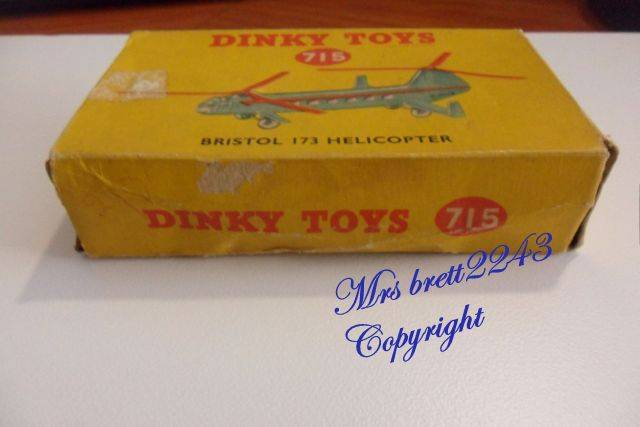 DINKY TOYS
715
BRISTOL 173 HELICOPTER
DINKY TOYS 715
Mrs brett2243
Copyright